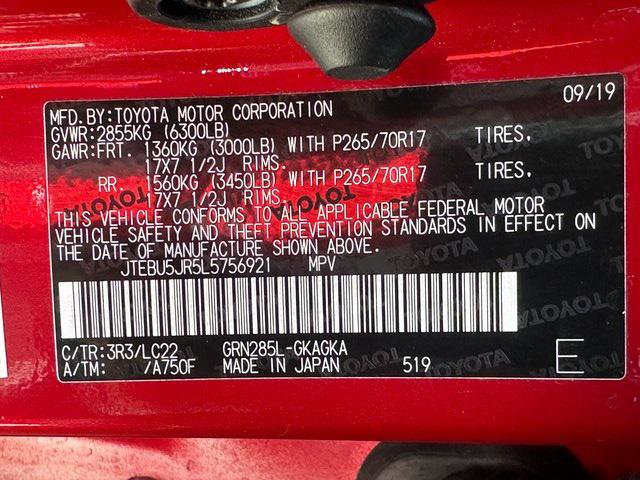 09/19
MFD.BY:TOYOTA MOTOR CORPORATION
GVWR:2855KG (6300LB)
GAWR:FRT. 1360KG (3000LB) WITH P265/70R17 TIRES.
17X7 1/2J RIMS.
RR. 1560KG (3450LB) WITH P265/70R17 TIRES.
17X7 1/2J RIMS.
THIS VEHICLE CONFORMS TO ALL APPLICABLE FEDERAL MOTOR
VEHICLE SAFETY AND THEFT PREVENTION STANDARDS IN EFFECT ON
THE DATE OF MANUFACTURE SHOWN ABOVE.
JTEBU5JR5L5756921 MPV
C/TR:3R3/LC22 GRN285L-GKAGKA
A/TM: /A750F MADE IN JAPAN 519 E